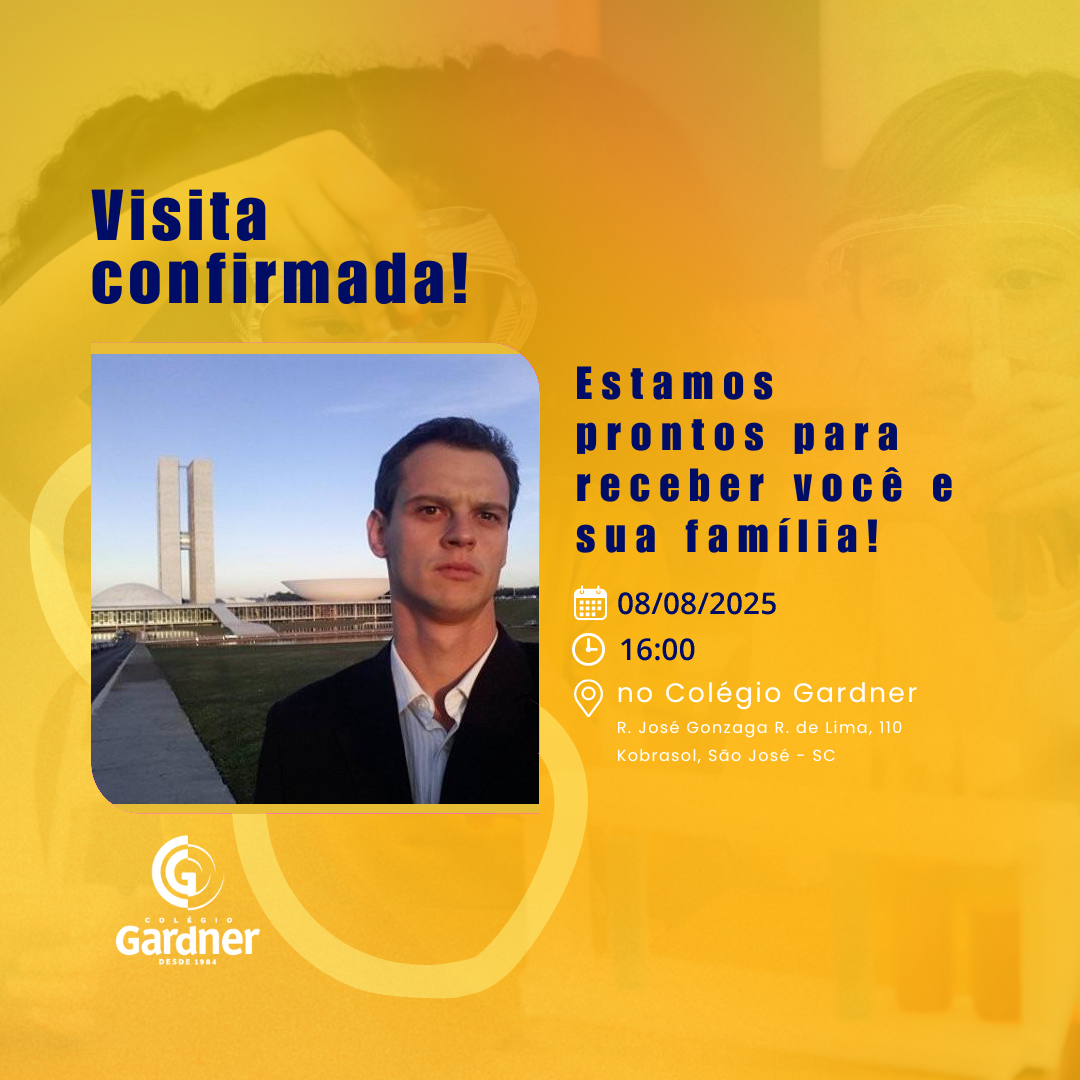 Visita
confirmada!
Estamos
prontos para
receber você e
sua família!
08/08/2025
16:00
no Colégio Gardner
R. José Gonzaga R. de Lima, 110
Kobrasol, São José - SC
G
COLÉGIO
Gardner
DESDE 1984